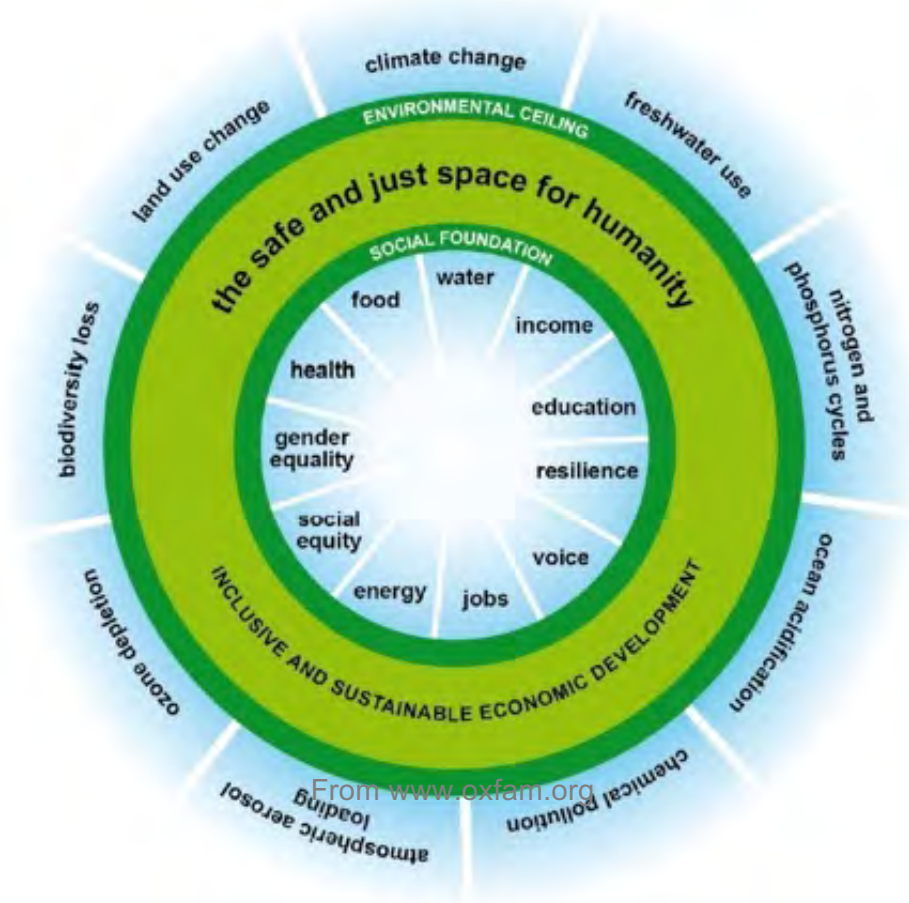 climate change
freshwater use
nitrogen and
phosphorus cycles
ocean acidification
chemical pollution
atmospheric aerosol
loading
ozone depletion
biodiversity loss
land use change
ENVIRONMENTAL CEILING
the safe and just space for humanity
SOCIAL FOUNDATION
water
income
education
resilience
voice
jobs
energy
social
equity
gender
equality
health
food
INCLUSIVE AND SUSTAINABLE ECONOMIC DEVELOPMENT
From www.oxfam.org